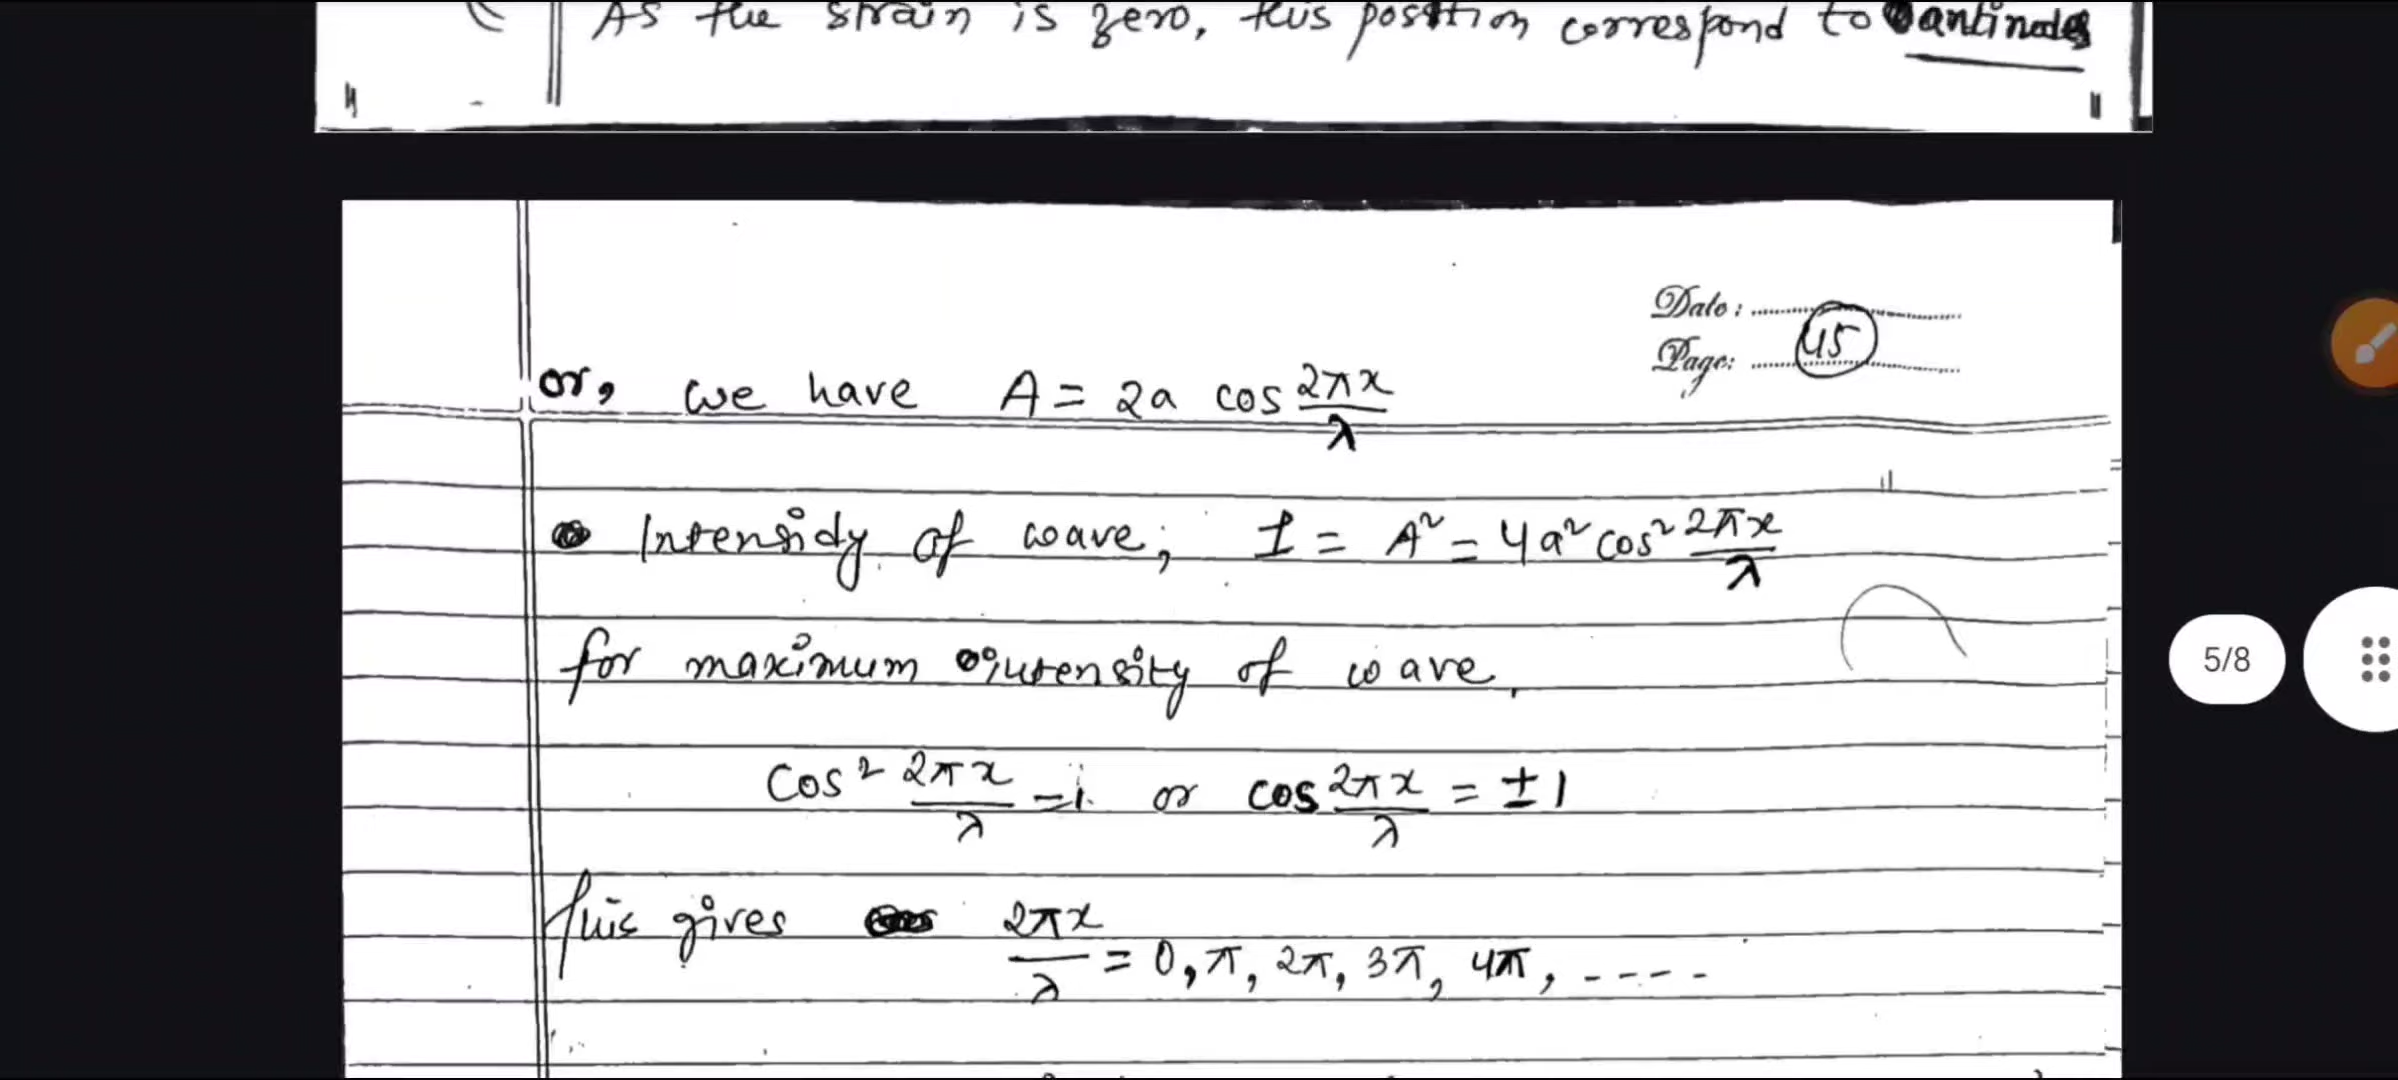 As the strain is zero, this position correspond to antinodes
Date:
Page: 45
or, we have A = 2a cos 2πx/λ
Intensidy of wave; I = A² = 4a² cos² 2πx/λ
for maximum intensity of wave,
Cos² 2πx/λ = 1. or cos 2πx/λ = ±1
this gives 2πx/λ = 0, π, 2π, 3π, 4π, ----
5/8